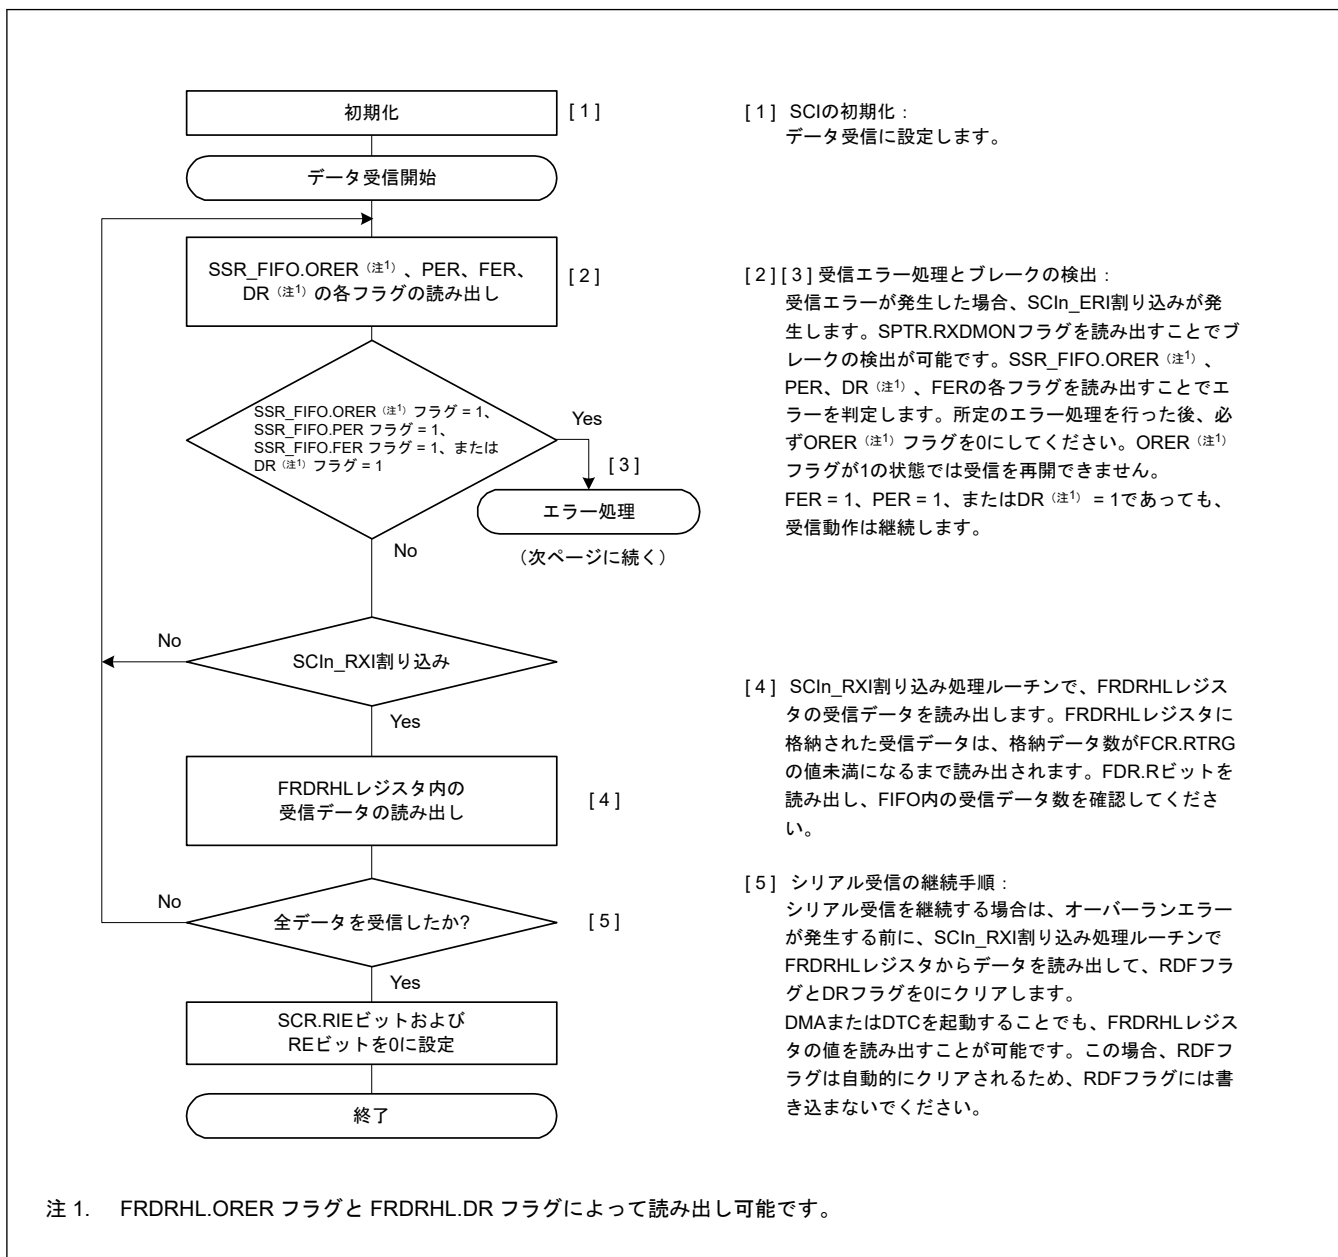 初期化
[ 1 ]
データ受信開始
SSR_FIFO.ORER（注1）、PER、FER、
DR（注1）の各フラグの読み出し
[ 2 ]
SSR_FIFO.ORER（注1）フラグ = 1、
SSR_FIFO.PER フラグ = 1、
SSR_FIFO.FER フラグ = 1、または
DR（注1）フラグ = 1
Yes
[ 3 ]
エラー処理
（次ページに続く）
No
No
SCIn_RXI割り込み
Yes
FRDRHLレジスタ内の
受信データの読み出し
[ 4 ]
No
全データを受信したか?
[ 5 ]
Yes
SCR.RIEビットおよび
REビットを0に設定
終了
[ 1 ] SCIの初期化：
データ受信に設定します。
[ 2 ] [ 3 ] 受信エラー処理とブレークの検出：
受信エラーが発生した場合、SCIn_ERI割り込みが発
生します。SPTR.RXDMONフラグを読み出すことでブ
レークの検出が可能です。SSR_FIFO.ORER（注1）、
PER、DR（注1）、FERの各フラグを読み出すことでエ
ラーを判定します。所定のエラー処理を行った後、必
ずORER（注1）フラグを0にしてください。ORER（注1）
フラグが1の状態では受信を再開できません。
FER = 1、PER = 1、またはDR（注1） = 1であっても、
受信動作は継続します。
[ 4 ] SCIn_RXI割り込み処理ルーチンで、FRDRHLレジス
タの受信データを読み出します。FRDRHLレジスタに
格納された受信データは、格納データ数がFCR.RTRG
の値未満になるまで読み出されます。FDR.Rビットを
読み出し、FIFO内の受信データ数を確認してくださ
い。
[ 5 ] シリアル受信の継続手順：
シリアル受信を継続する場合は、オーバーランエラー
が発生する前に、SCIn_RXI割り込み処理ルーチンで
FRDRHLレジスタからデータを読み出して、RDFフラ
グとDRフラグを0にクリアします。
DMAまたはDTCを起動することでも、FRDRHLレジス
タの値を読み出すことが可能です。この場合、RDFフ
ラグは自動的にクリアされるため、RDFフラグには書
き込まないでください。
注 1. FRDRHL.ORER フラグと FRDRHL.DR フラグによって読み出し可能です。